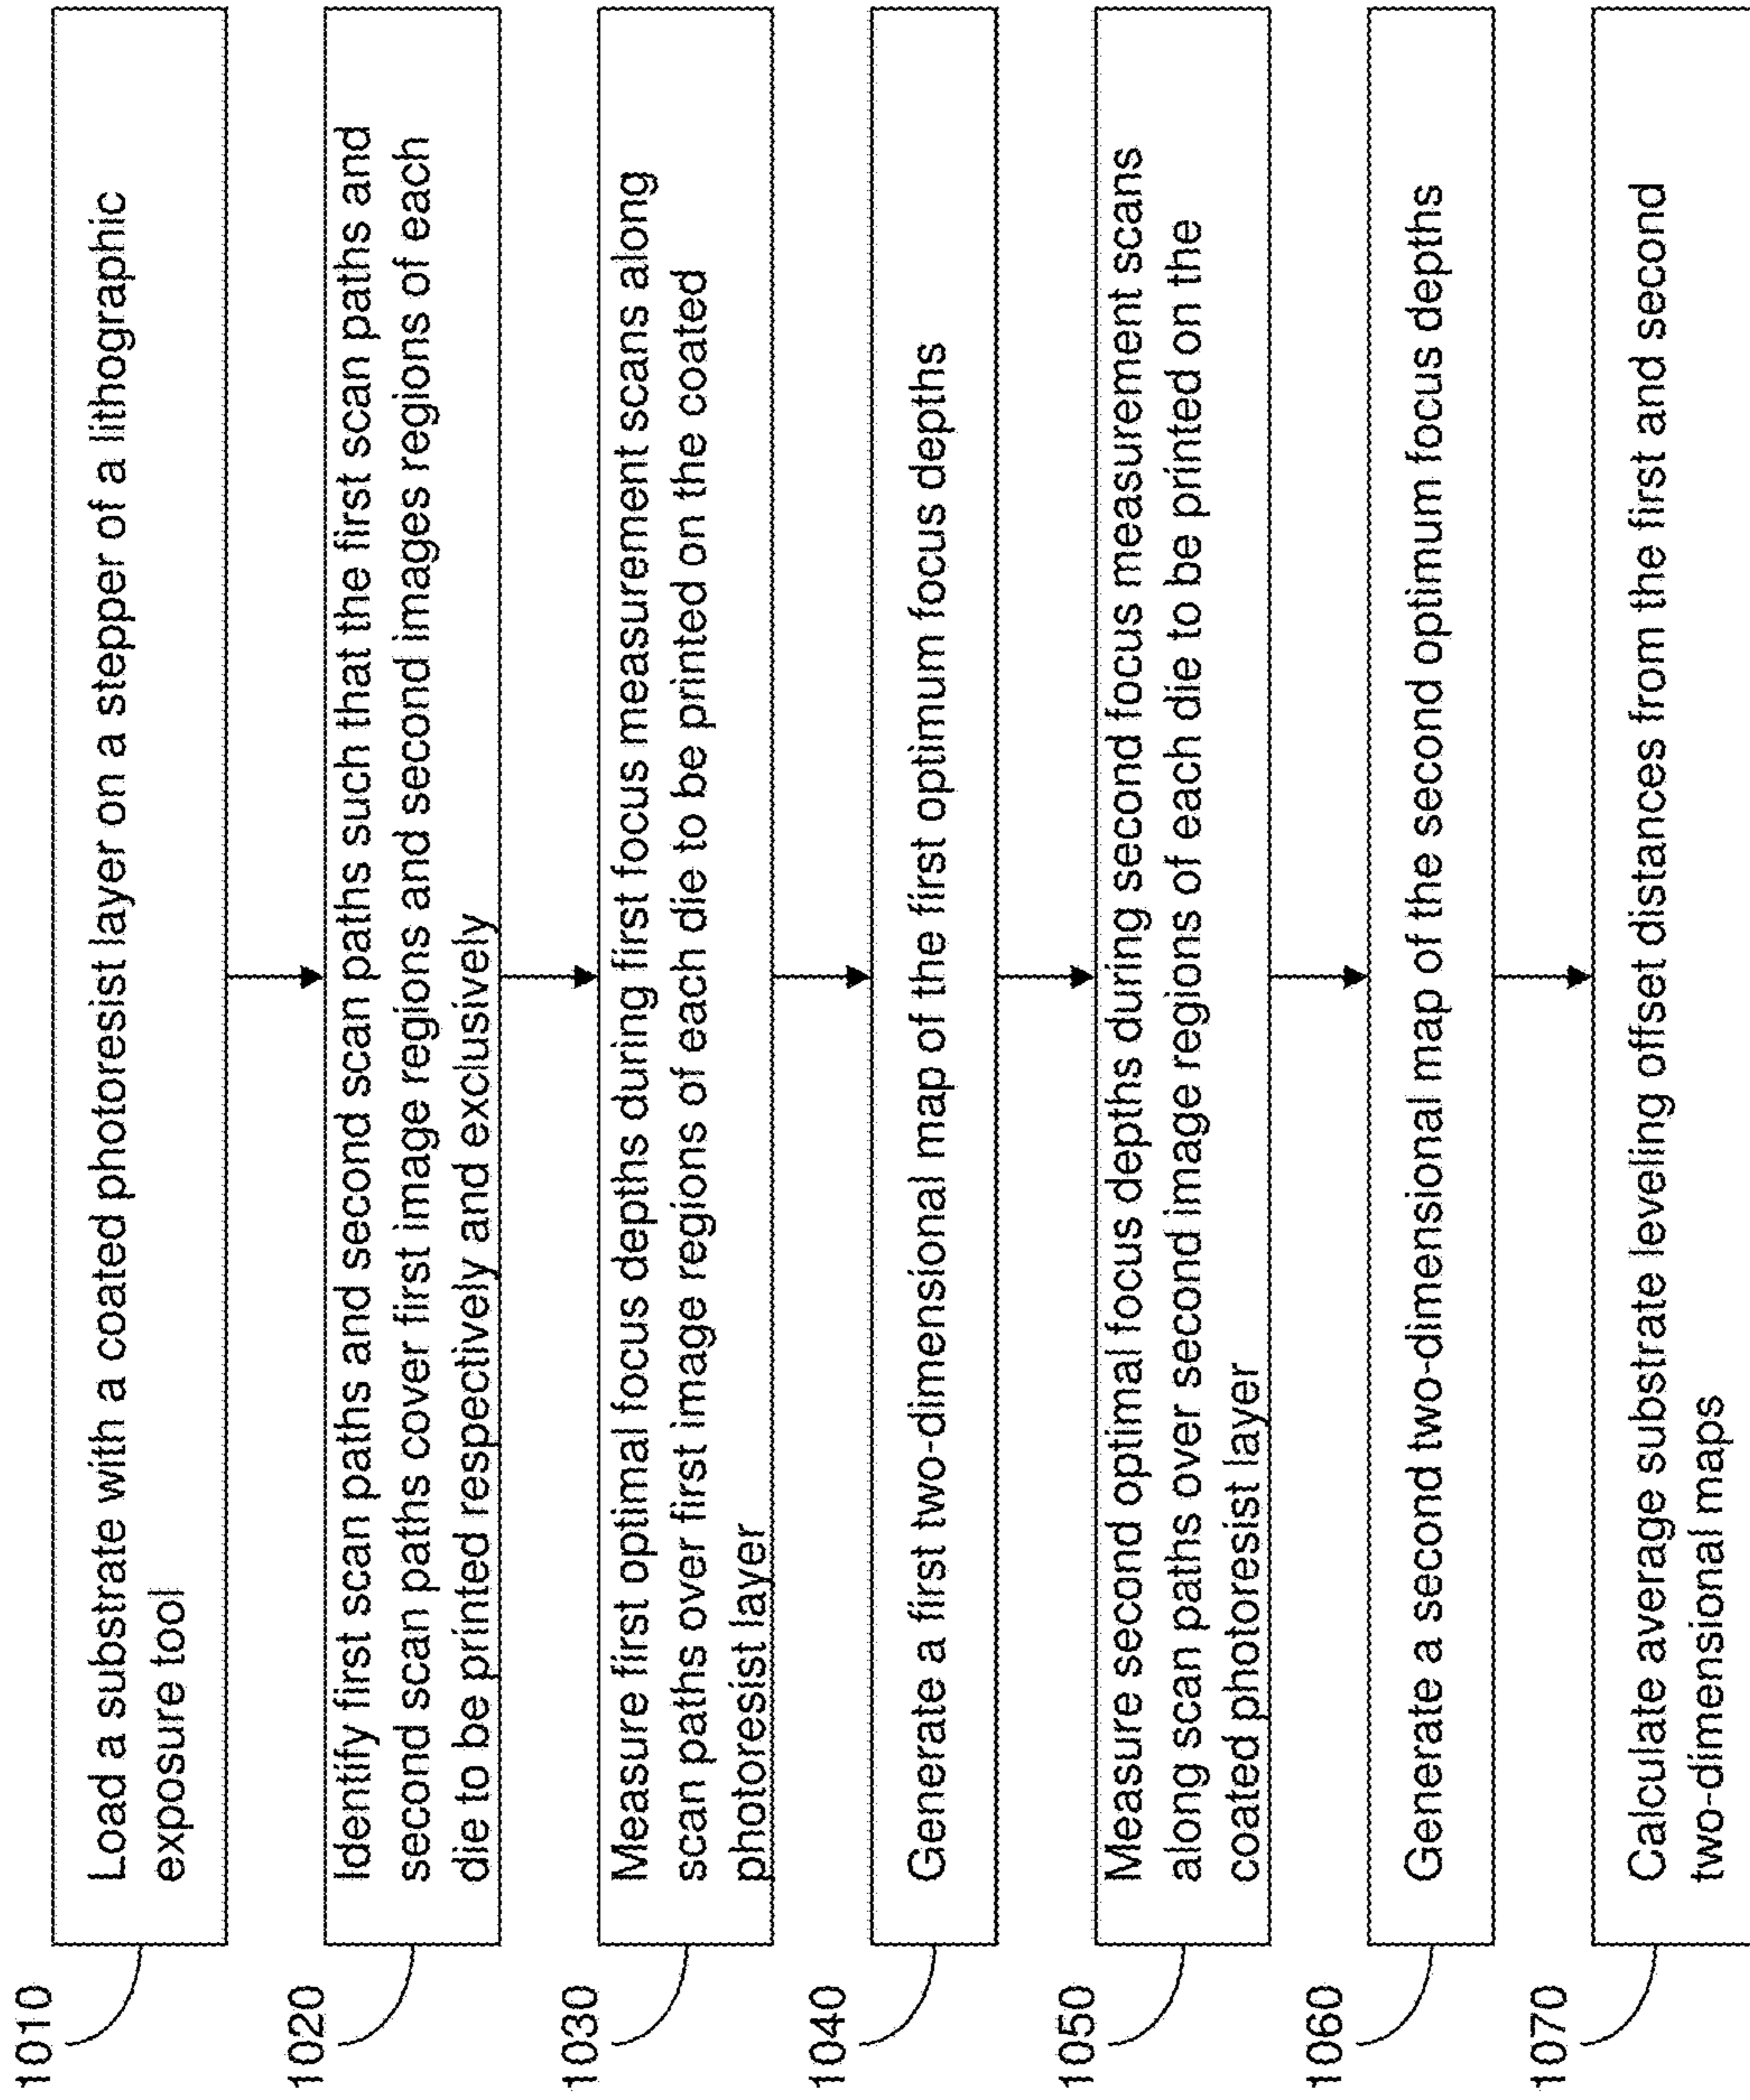 1010
Load a substrate with a coated photoresist layer on a stepper of a lithographic
exposure tool
1020
Identify first scan paths and second scan paths such that the first scan paths and
second scan paths cover first image regions and second images regions of each
die to be printed respectively and exclusively
1030
Measure first optimal focus depths during first focus measurement scans along
scan paths over first image regions of each die to be printed on the coated
photoresist layer
1040
Generate a first two-dimensional map of the first optimum focus depths
1050
Measure second optimal focus depths during second focus measurement scans
along scan paths over second image regions of each die to be printed on the
coated photoresist layer
1060
Generate a second two-dimensional map of the second optimum focus depths
1070
Calculate average substrate leveling offset distances from the first and second
two-dimensional maps